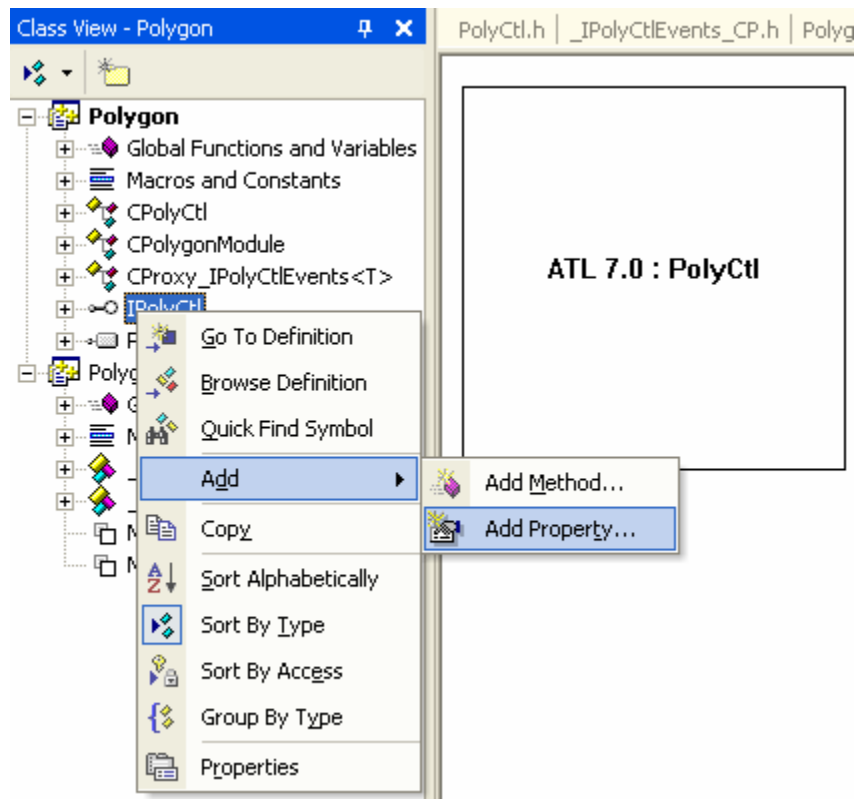 Class View - Polygon
PolyCtl.h
_IPolyCtlEvents_CP.h
Polyg
Polygon
Global Functions and Variables
Macros and Constants
CPolyCtl
CPolygonModule
CProxy_IPolyCtlEvents<T>
IPolyCtl
P
Polyg
G
M
_
_
N
N
Go To Definition
Browse Definition
Quick Find Symbol
Add
Copy
Sort Alphabetically
Sort By Type
Sort By Access
Group By Type
Properties
Add Method...
Add Property...
ATL 7.0 : PolyCtl